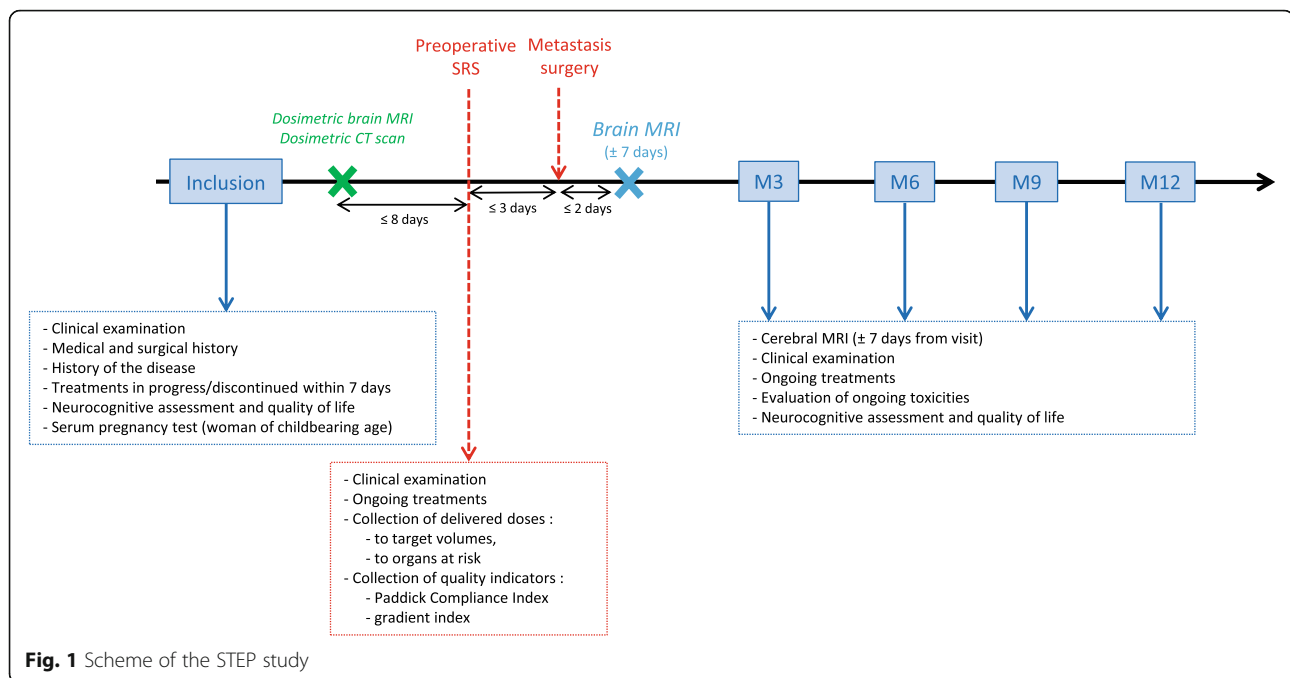 Preoperative
SRS
Metastasis
surgery
Dosimetric brain MRI
Dosimetric CT scan
Brain MRI
(± 7 days)
Inclusion
M3
M6
M9
M12
≤ 8 days
≤ 3 days
≤ 2 days
- Clinical examination
- Medical and surgical history
- History of the disease
- Treatments in progress/discontinued within 7 days
- Neurocognitive assessment and quality of life
- Serum pregnancy test (woman of childbearing age)
- Cerebral MRI (± 7 days from visit)
- Clinical examination
- Ongoing treatments
- Evaluation of ongoing toxicities
- Neurocognitive assessment and quality of life
- Clinical examination
- Ongoing treatments
- Collection of delivered doses :
- to target volumes,
- to organs at risk
- Collection of quality indicators :
- Paddick Compliance Index
- gradient index
Fig. 1 Scheme of the STEP study